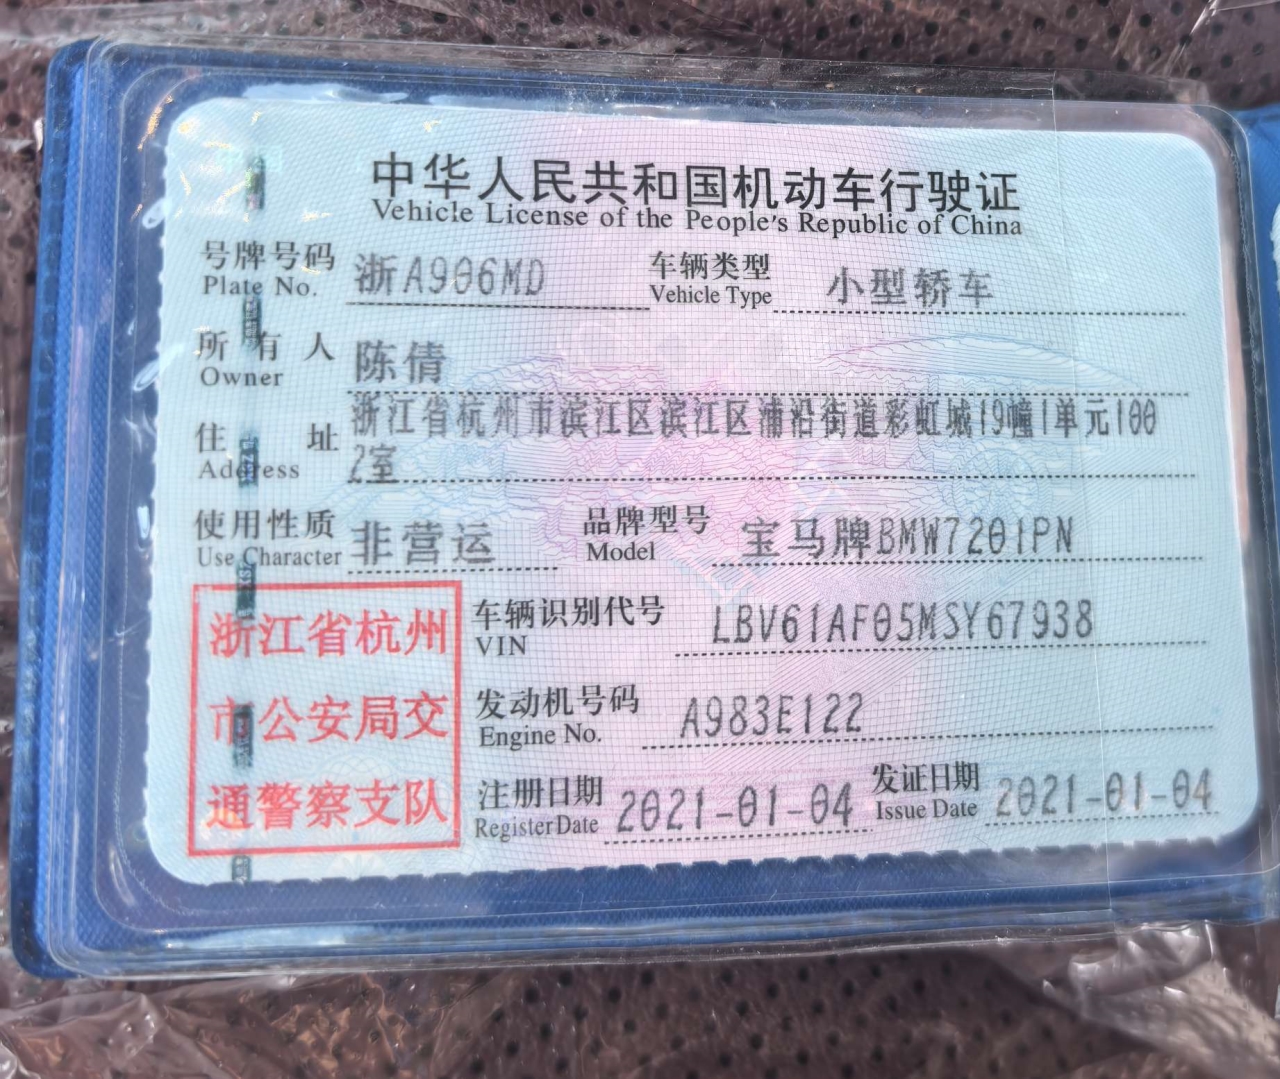 中华人民共和国机动车行驶证
Vehicle License of the People's Republic of China
号牌号码 浙A906MD 车辆类型 小型轿车
Plate No. Vehicle Type
所有人 陈倩
Owner
住址 浙江省杭州市滨江区滨江区浦沿街道彩虹城19幢1单元100
Address 2室
使用性质 非营运 品牌型号 宝马牌BMW7201PN
Use Character Model
浙江省杭州 车辆识别代号 LBV61AF05MSY67938
VIN
市公安局交 发动机号码 A983E122
Engine No.
通警察支队 注册日期 2021-01-04 发证日期 2021-01-04
Register Date Issue Date